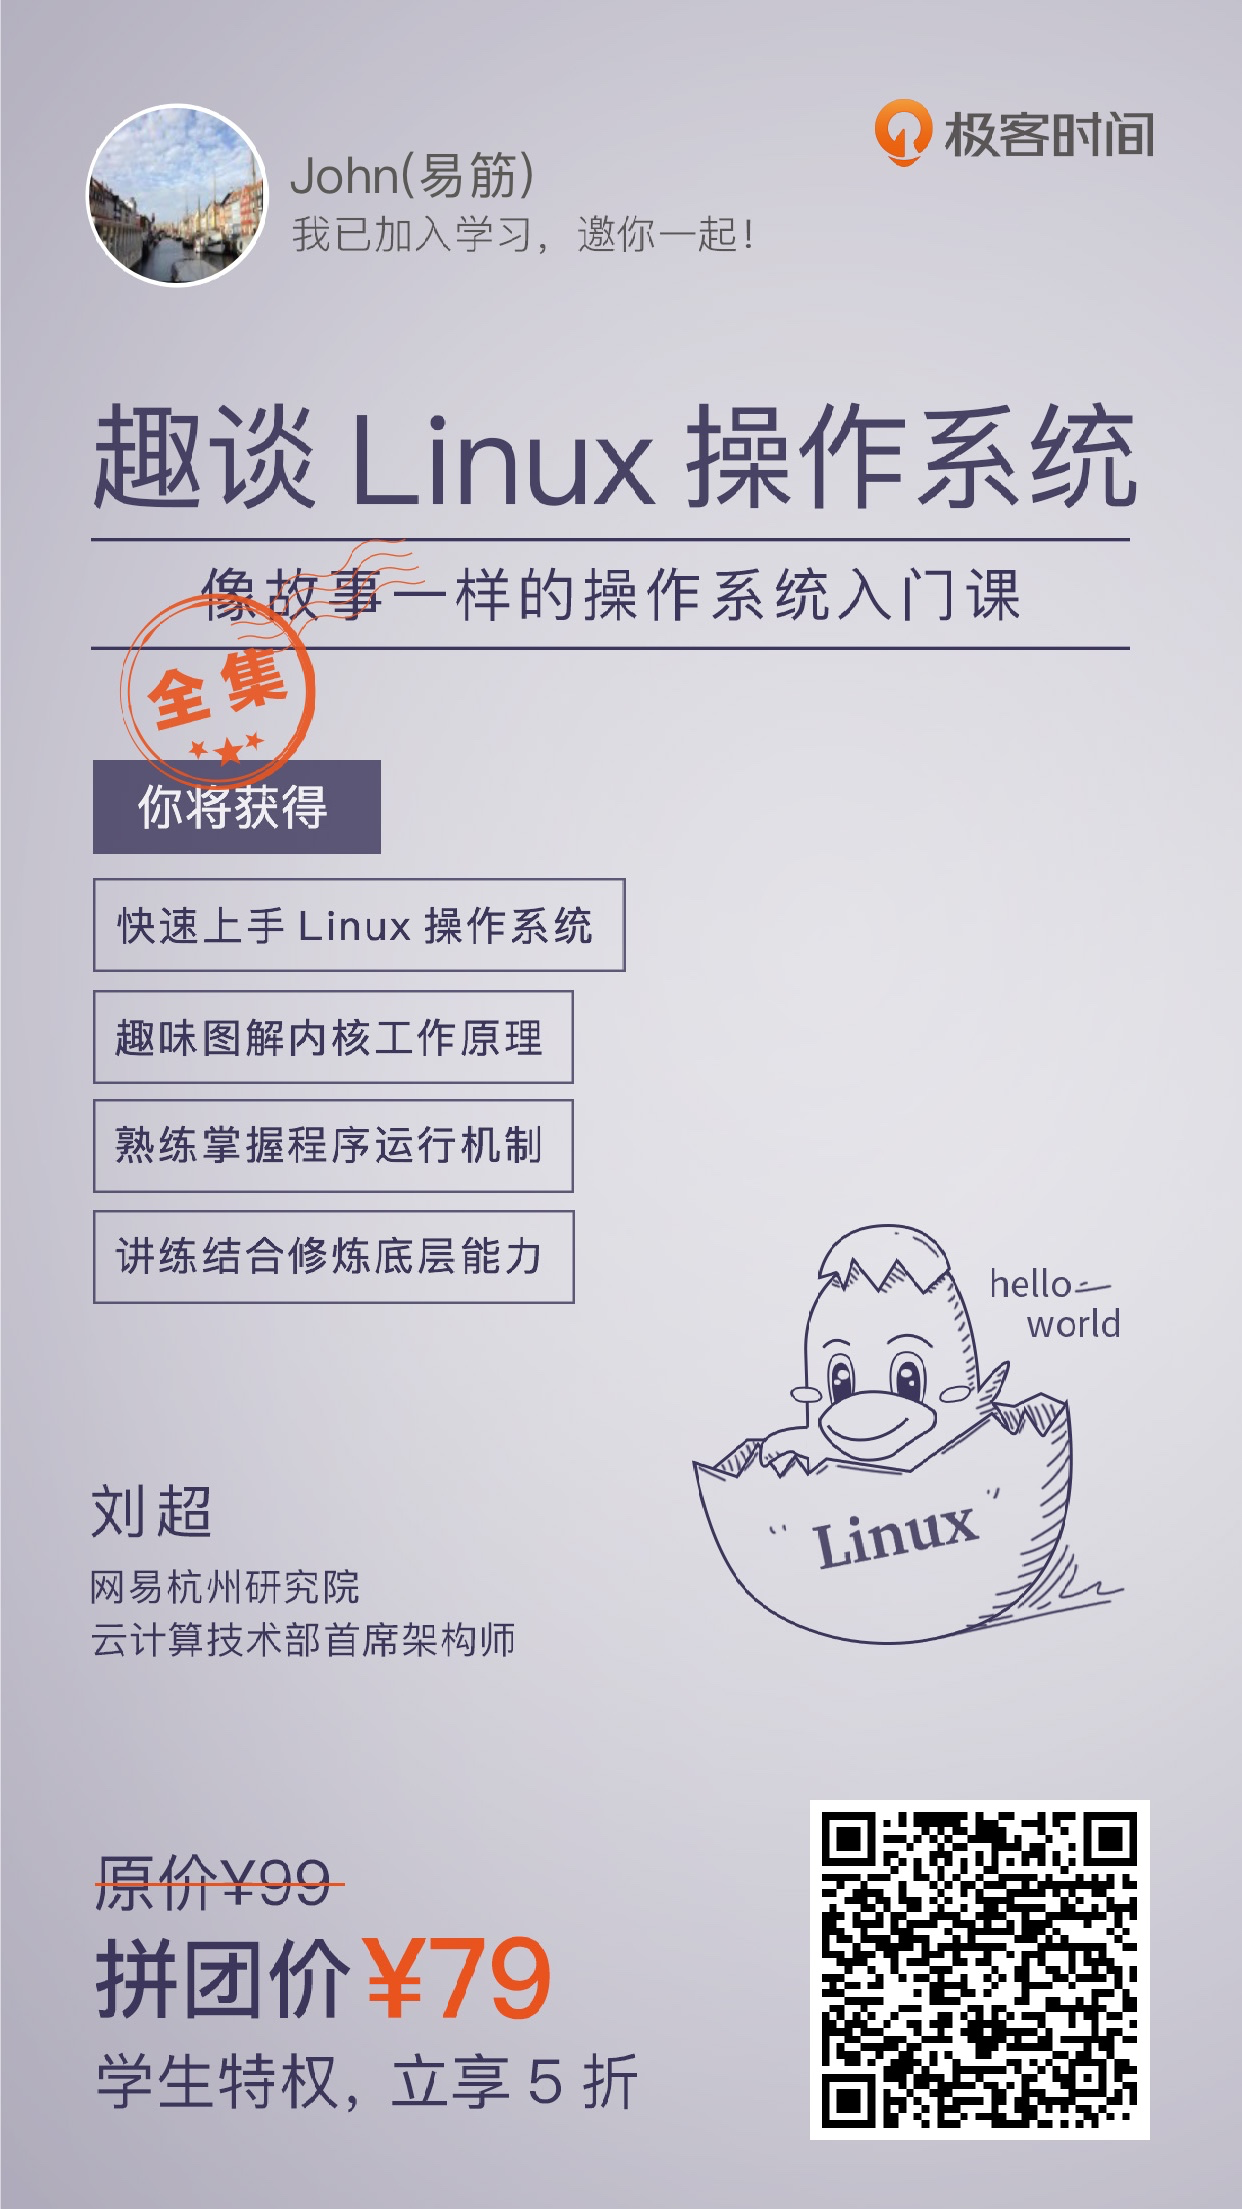 极客时间
John(易筋)
我已加入学习，邀你一起！
趣谈 Linux 操作系统
像故事一样的操作系统入门课
全集
你将获得
快速上手 Linux 操作系统
趣味图解内核工作原理
熟练掌握程序运行机制
讲练结合修炼底层能力
hello
world
"Linux"
刘超
网易杭州研究院
云计算技术部首席架构师
原价¥99
拼团价¥79
学生特权，立享 5 折